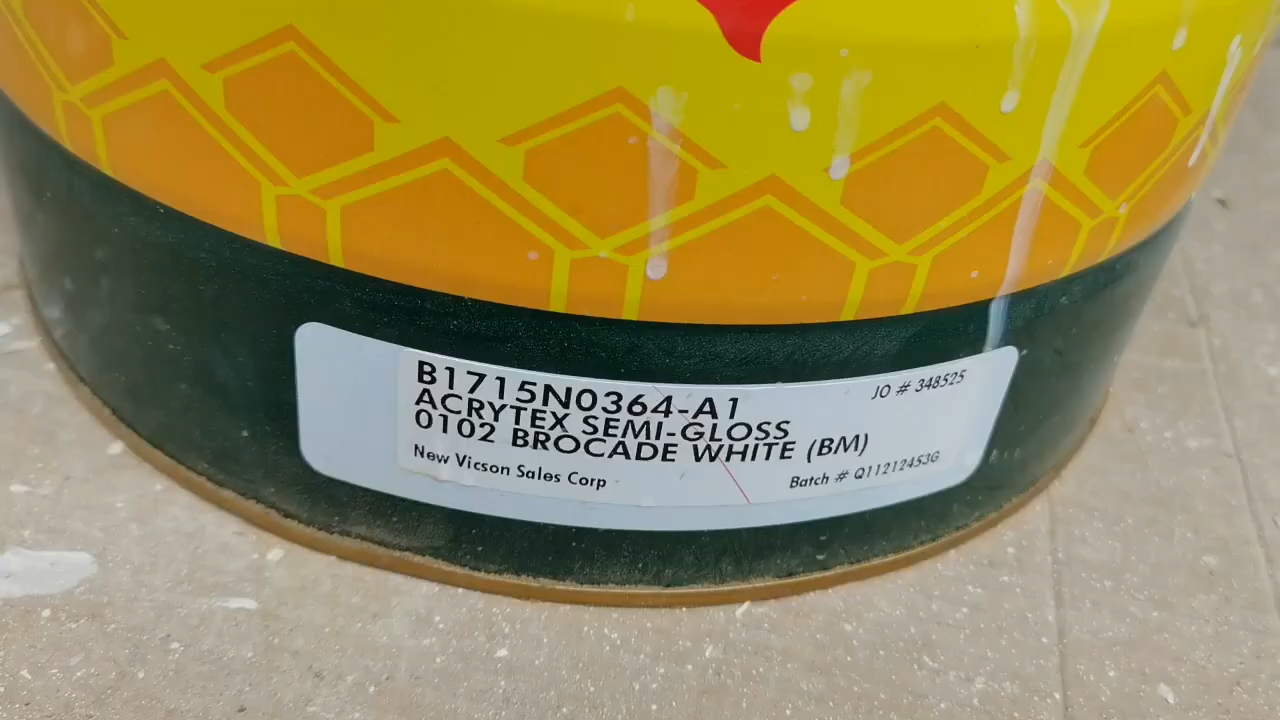 B1715N0364-A1
JO # 348525
ACRYTEX SEMI-GLOSS
0102 BROCADE WHITE (BM)
New Vicson Sales Corp
Batch # Q11212453G